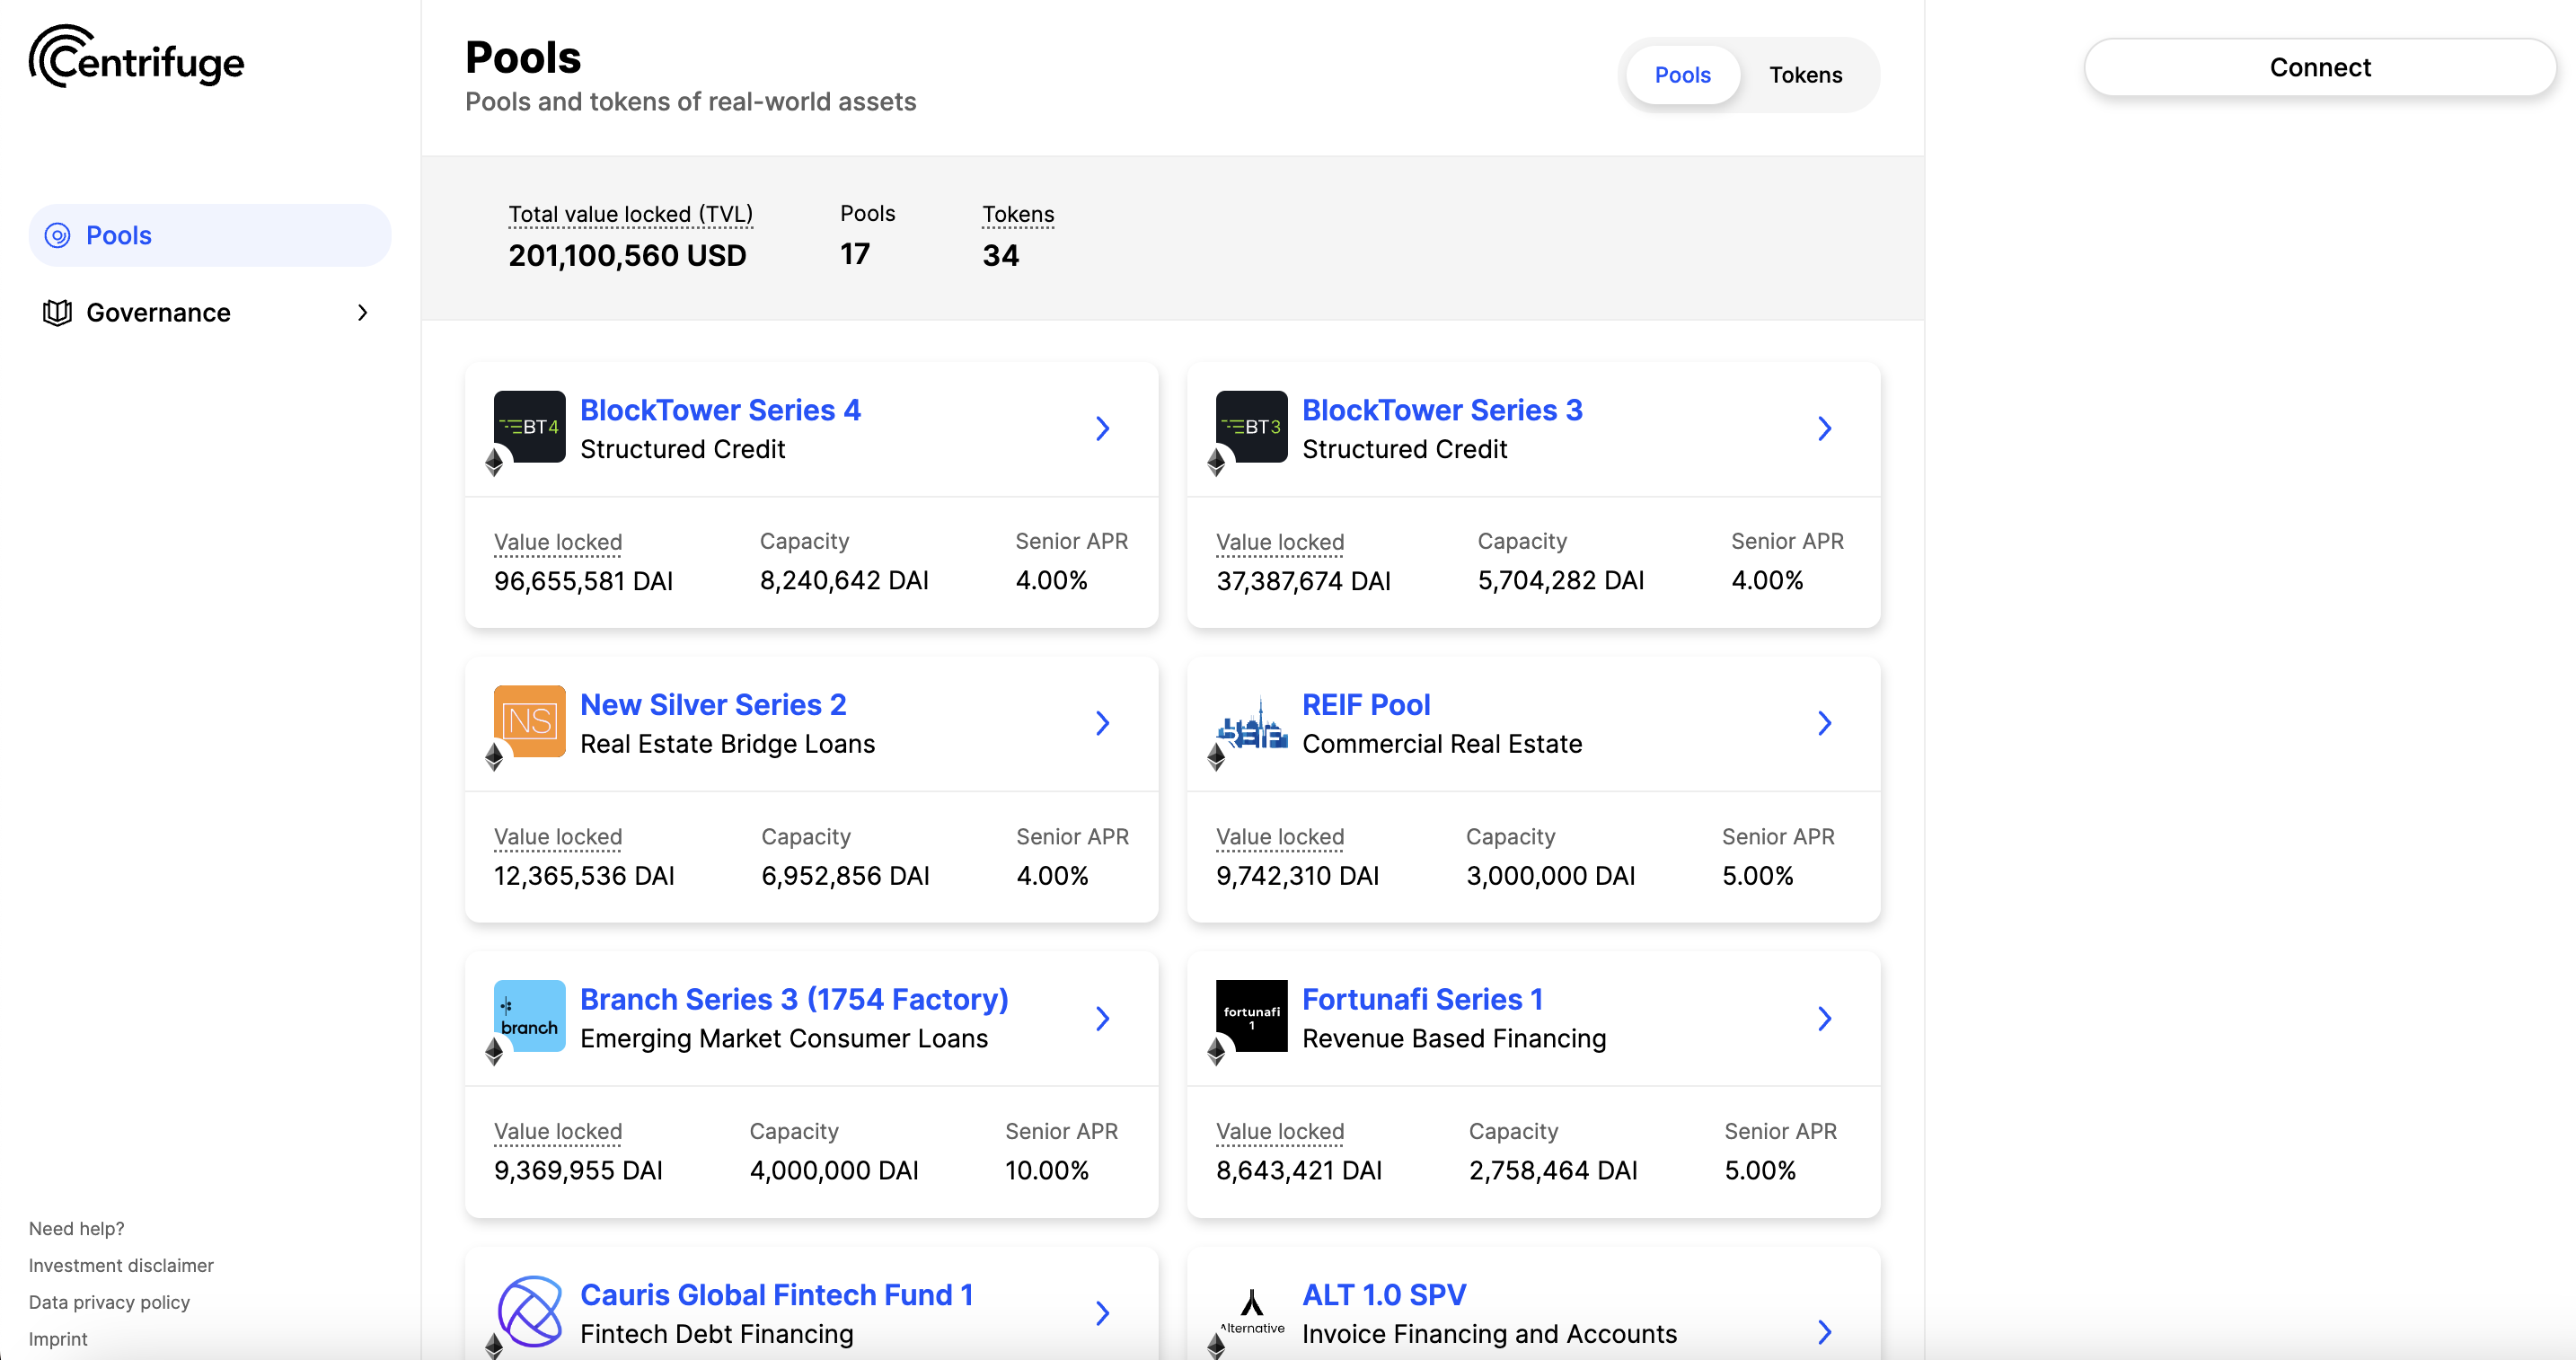 Centrifuge
Pools
Governance
Need help?
Investment disclaimer
Data privacy policy
Imprint
Pools
Pools and tokens of real-world assets
Pools
Tokens
Connect
Total value locked (TVL)
201,100,560 USD
Pools
17
Tokens
34
BT4
BlockTower Series 4
Structured Credit
Value locked
96,655,581 DAI
Capacity
8,240,642 DAI
Senior APR
4.00%
BT3
BlockTower Series 3
Structured Credit
Value locked
37,387,674 DAI
Capacity
5,704,282 DAI
Senior APR
4.00%
NS
New Silver Series 2
Real Estate Bridge Loans
Value locked
12,365,536 DAI
Capacity
6,952,856 DAI
Senior APR
4.00%
REIF
REIF Pool
Commercial Real Estate
Value locked
9,742,310 DAI
Capacity
3,000,000 DAI
Senior APR
5.00%
branch
Branch Series 3 (1754 Factory)
Emerging Market Consumer Loans
Value locked
9,369,955 DAI
Capacity
4,000,000 DAI
Senior APR
10.00%
fortunafi
1
Fortunafi Series 1
Revenue Based Financing
Value locked
8,643,421 DAI
Capacity
2,758,464 DAI
Senior APR
5.00%
Cauris Global Fintech Fund 1
Fintech Debt Financing
Alternative
ALT 1.0 SPV
Invoice Financing and Accounts